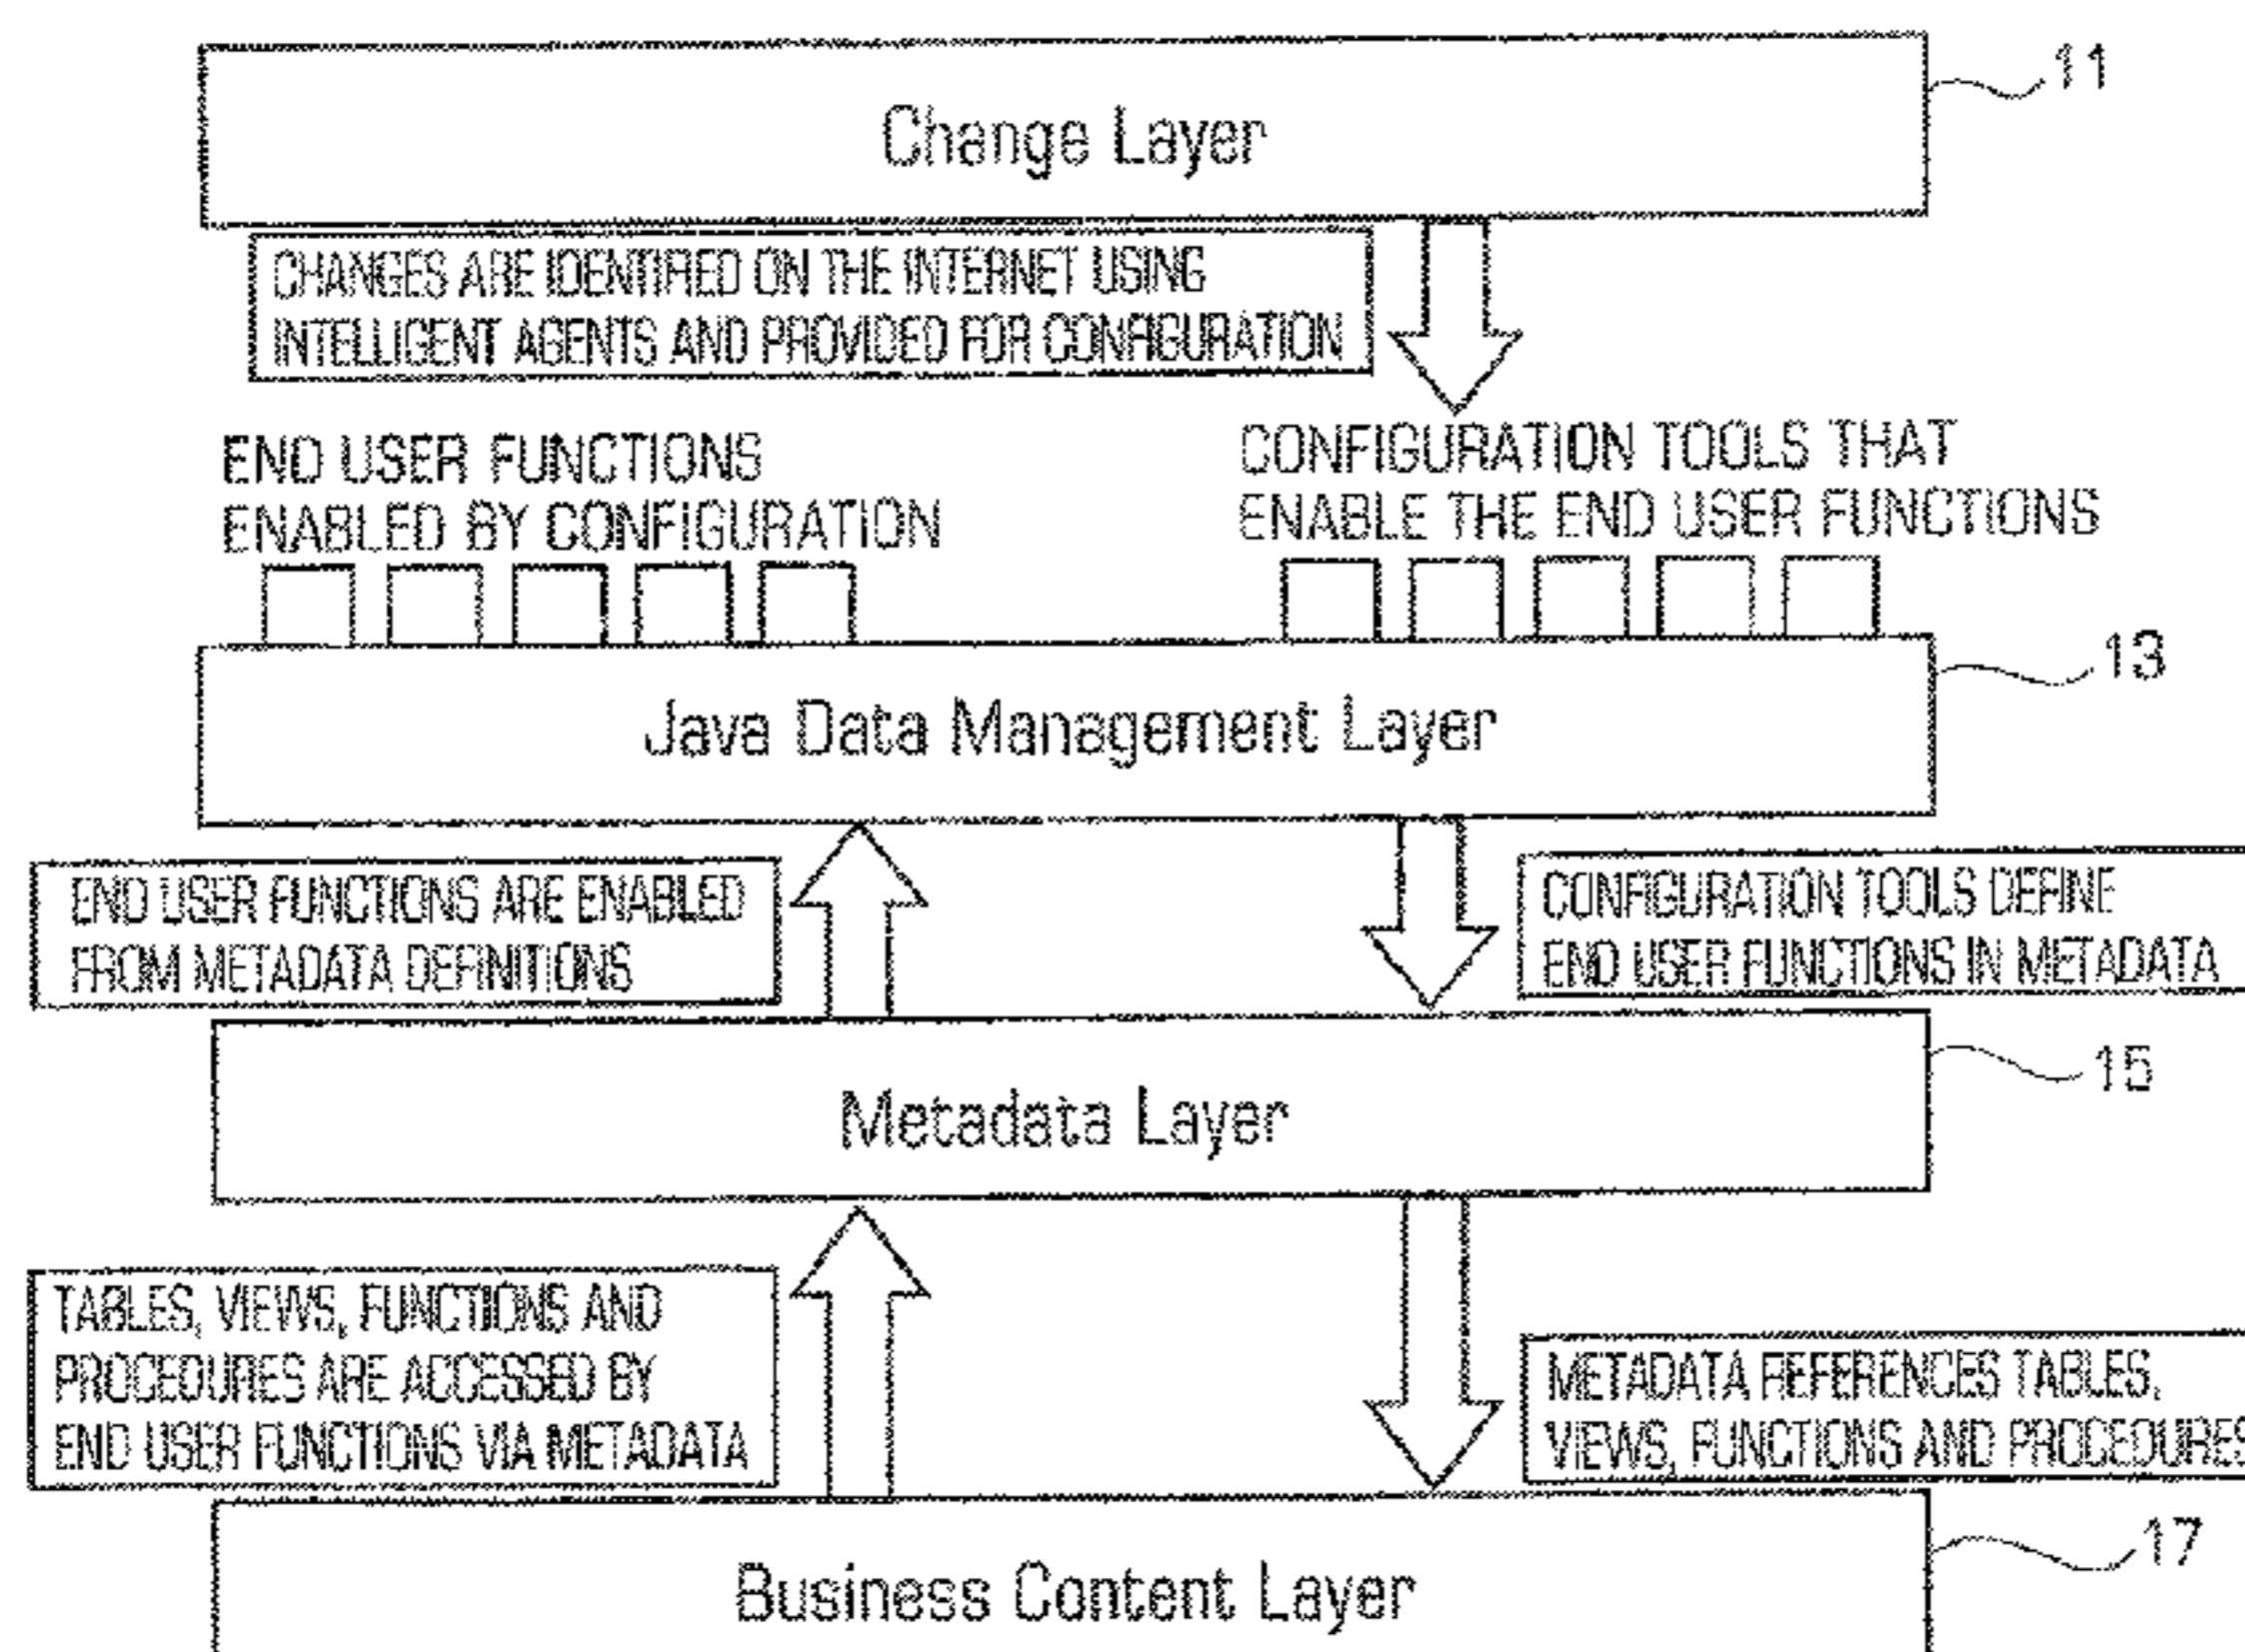 Change Layer
11
CHANGES ARE IDENTIFIED ON THE INTERNET USING
INTELLIGENT AGENTS AND PROVIDED FOR CONFIGURATION
END USER FUNCTIONS
ENABLED BY CONFIGURATION
CONFIGURATION TOOLS THAT
ENABLE THE END USER FUNCTIONS
13
Java Data Management Layer
END USER FUNCTIONS ARE ENABLED
FROM METADATA DEFINITIONS
CONFIGURATION TOOLS DEFINE
END USER FUNCTIONS IN METADATA
15
Metadata Layer
TABLES, VIEWS, FUNCTIONS AND
PROCEDURES ARE ACCESSED BY
END USER FUNCTIONS VIA METADATA
METADATA REFERENCES TABLES,
VIEWS, FUNCTIONS AND PROCEDURES
17
Business Content Layer